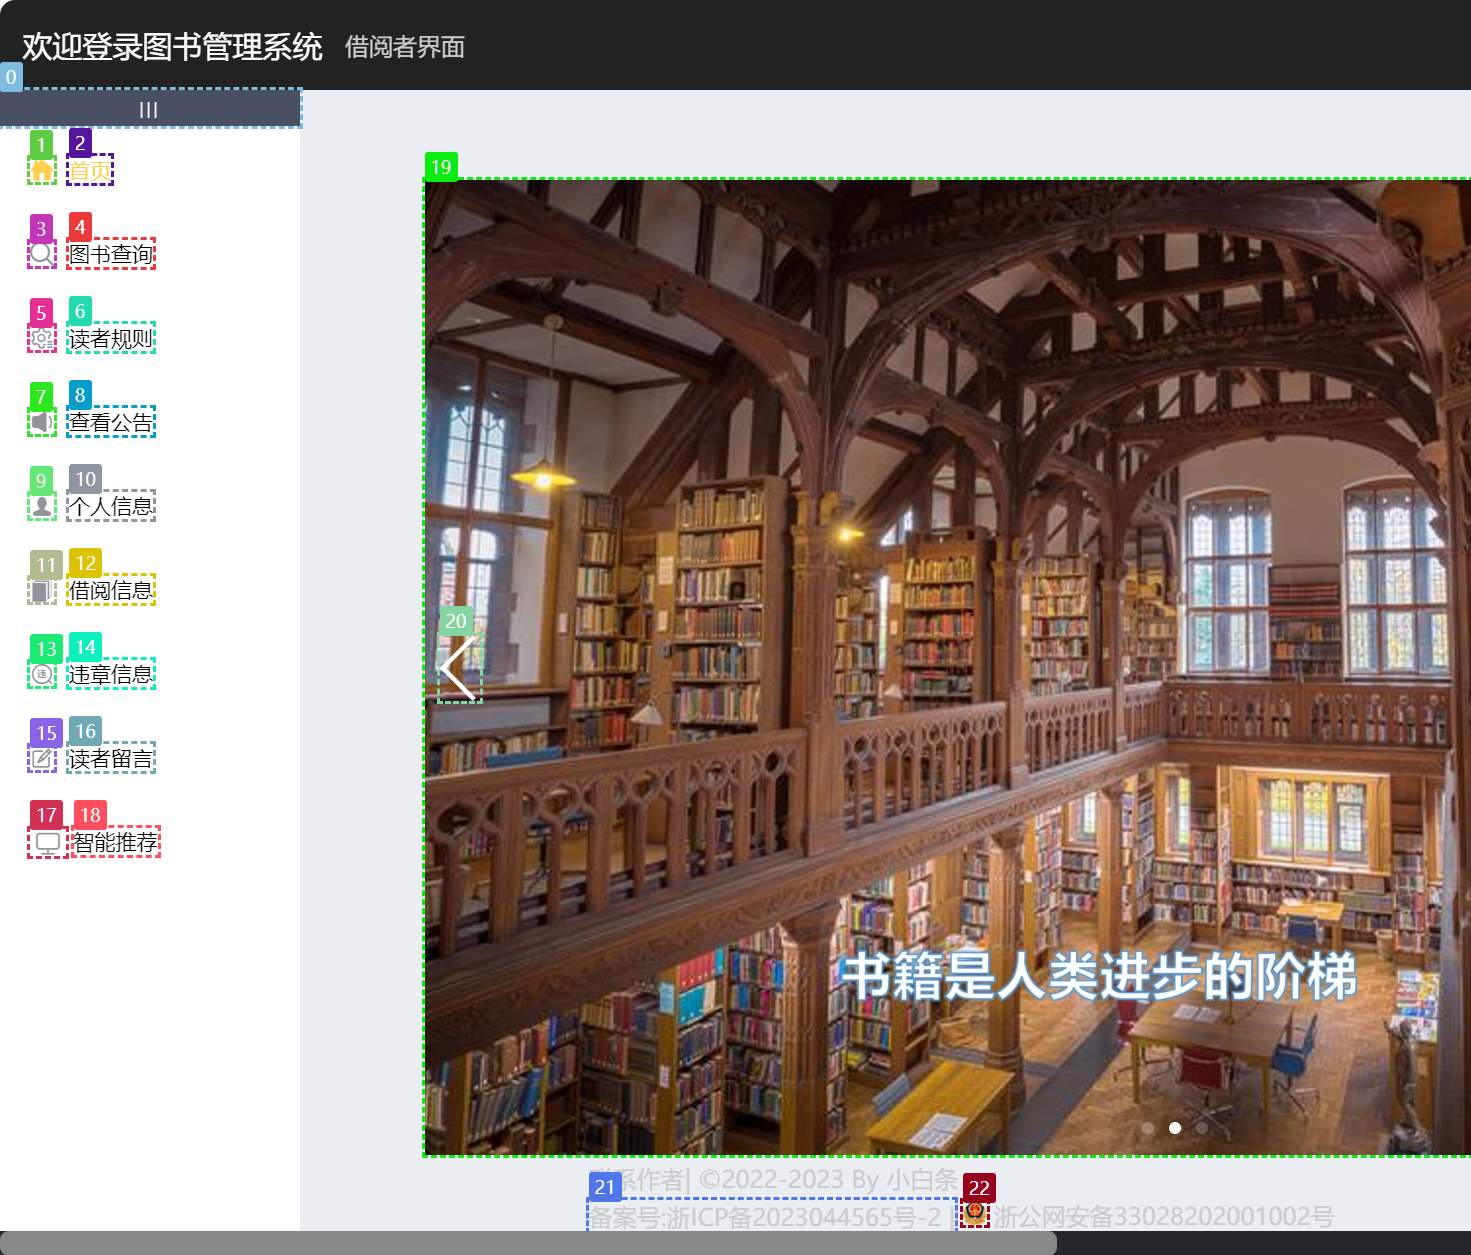 欢迎登录图书管理系统 借阅者界面
0
|||
1 2
首页
3 4
图书查询
5 6
读者规则
7 8
查看公告
9 10
个人信息
11 12
借阅信息
13 14
违章信息
15 16
读者留言
17 18
智能推荐
19
20
书籍是人类进步的阶梯
系作者| ©2022-2023 By 小白条
21 22
备案号:浙ICP备2023044565号-2 | 浙公网安备33028202001002号